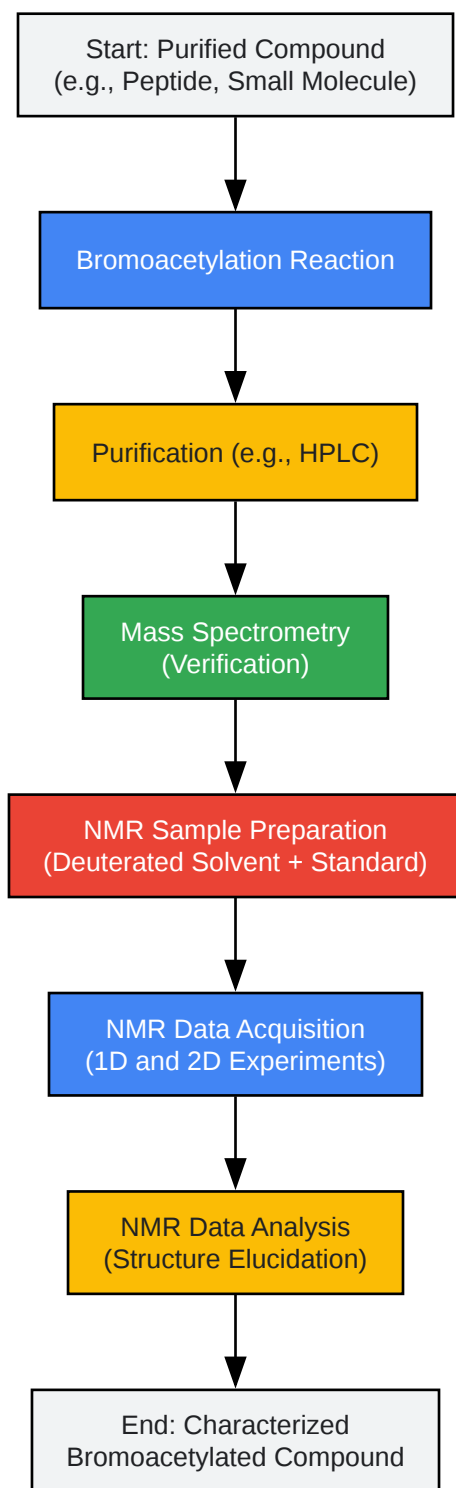 Start: Purified Compound
(e.g., Peptide, Small Molecule)
Bromoacetylation Reaction
Purification (e.g., HPLC)
Mass Spectrometry
(Verification)
NMR Sample Preparation
(Deuterated Solvent + Standard)
NMR Data Acquisition
(1D and 2D Experiments)
NMR Data Analysis
(Structure Elucidation)
End: Characterized
Bromoacetylated Compound